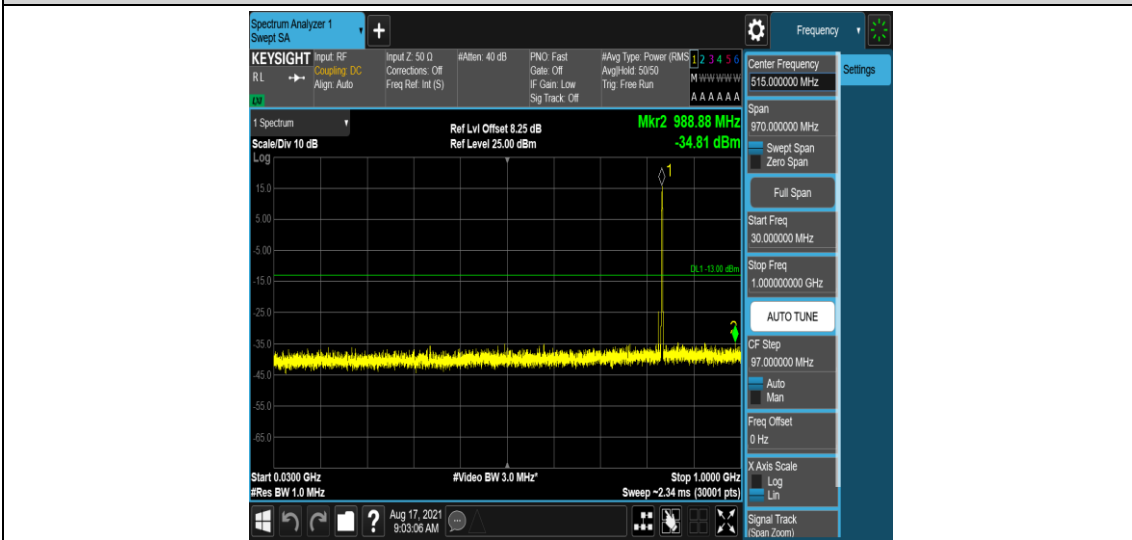 Spectrum Analyzer 1
Swept SA
+
Frequency
KEYSIGHT
RL
LXI
Input: RF
Coupling: DC
Align: Auto
Input Z: 50 Ω
Corrections: Off
Freq Ref: Int (S)
#Atten: 40 dB
PNO: Fast
Gate: Off
IF Gain: Low
Sig Track: Off
#Avg Type: Power (RMS
Avg|Hold: 50/50
Trig: Free Run
1 2 3 4 5 6
M W W W W W
A A A A A A
1 Spectrum
Scale/Div 10 dB
Log
Ref Lvl Offset 8.25 dB
Ref Level 25.00 dBm
Mkr2 988.88 MHz
-34.81 dBm
15.0
5.00
-5.00
-15.0
-25.0
-35.0
-45.0
-55.0
-65.0
1
DL1 -13.00 dBm
2
Start 0.0300 GHz
#Res BW 1.0 MHz
#Video BW 3.0 MHz*
Stop 1.0000 GHz
Sweep ~2.34 ms (30001 pts)
?
Aug 17, 2021
9:03:06 AM
Center Frequency
515.000000 MHz
Settings
Span
970.000000 MHz
Swept Span
Zero Span
Full Span
Start Freq
30.000000 MHz
Stop Freq
1.000000000 GHz
AUTO TUNE
CF Step
97.000000 MHz
Auto
Man
Freq Offset
0 Hz
X Axis Scale
Log
Lin
Signal Track
(Span Zoom)